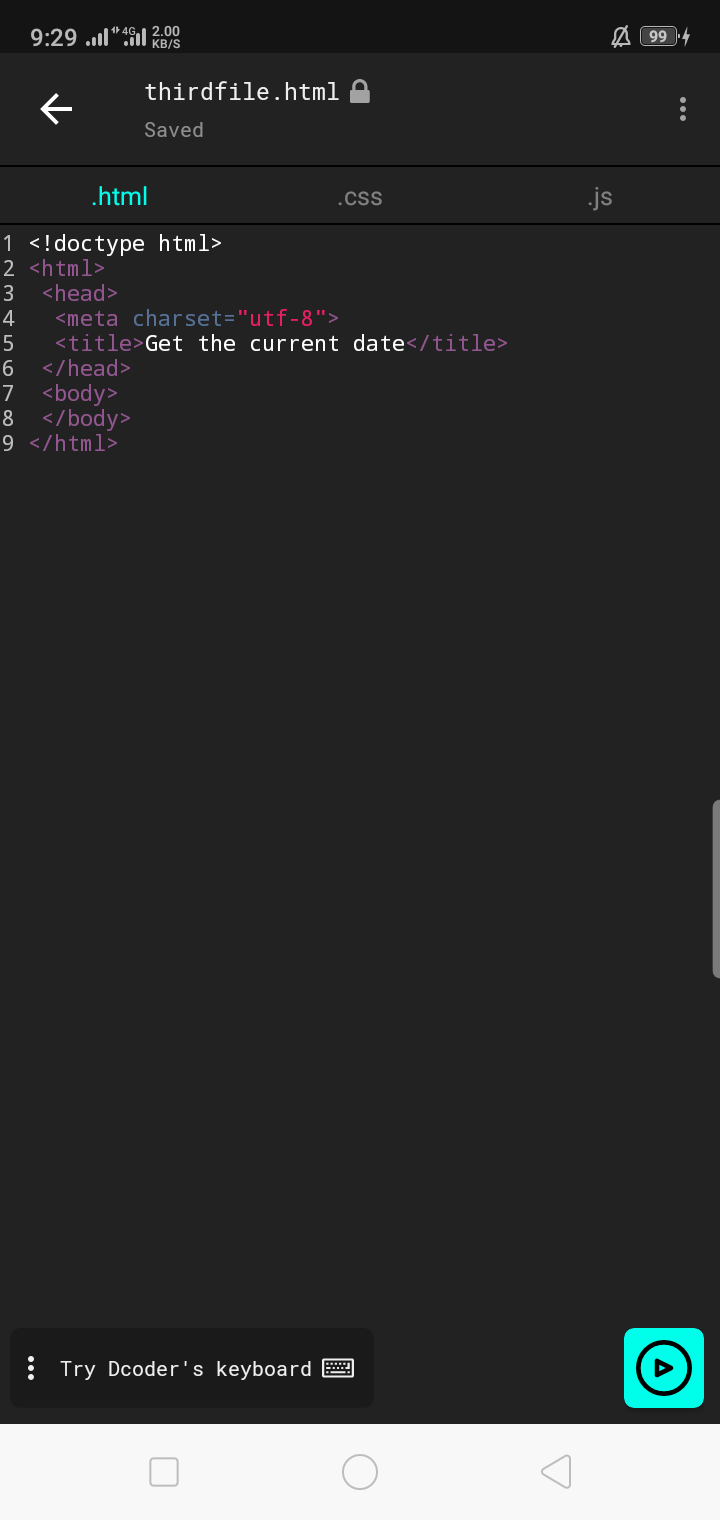 9:29 4G 2.00 KB/S 99
thirdfile.html
Saved
.html .css .js
1 <!doctype html>
2 <html>
3  <head>
4   <meta charset="utf-8">
5   <title>Get the current date</title>
6  </head>
7  <body>
8  </body>
9 </html>
Try Dcoder's keyboard